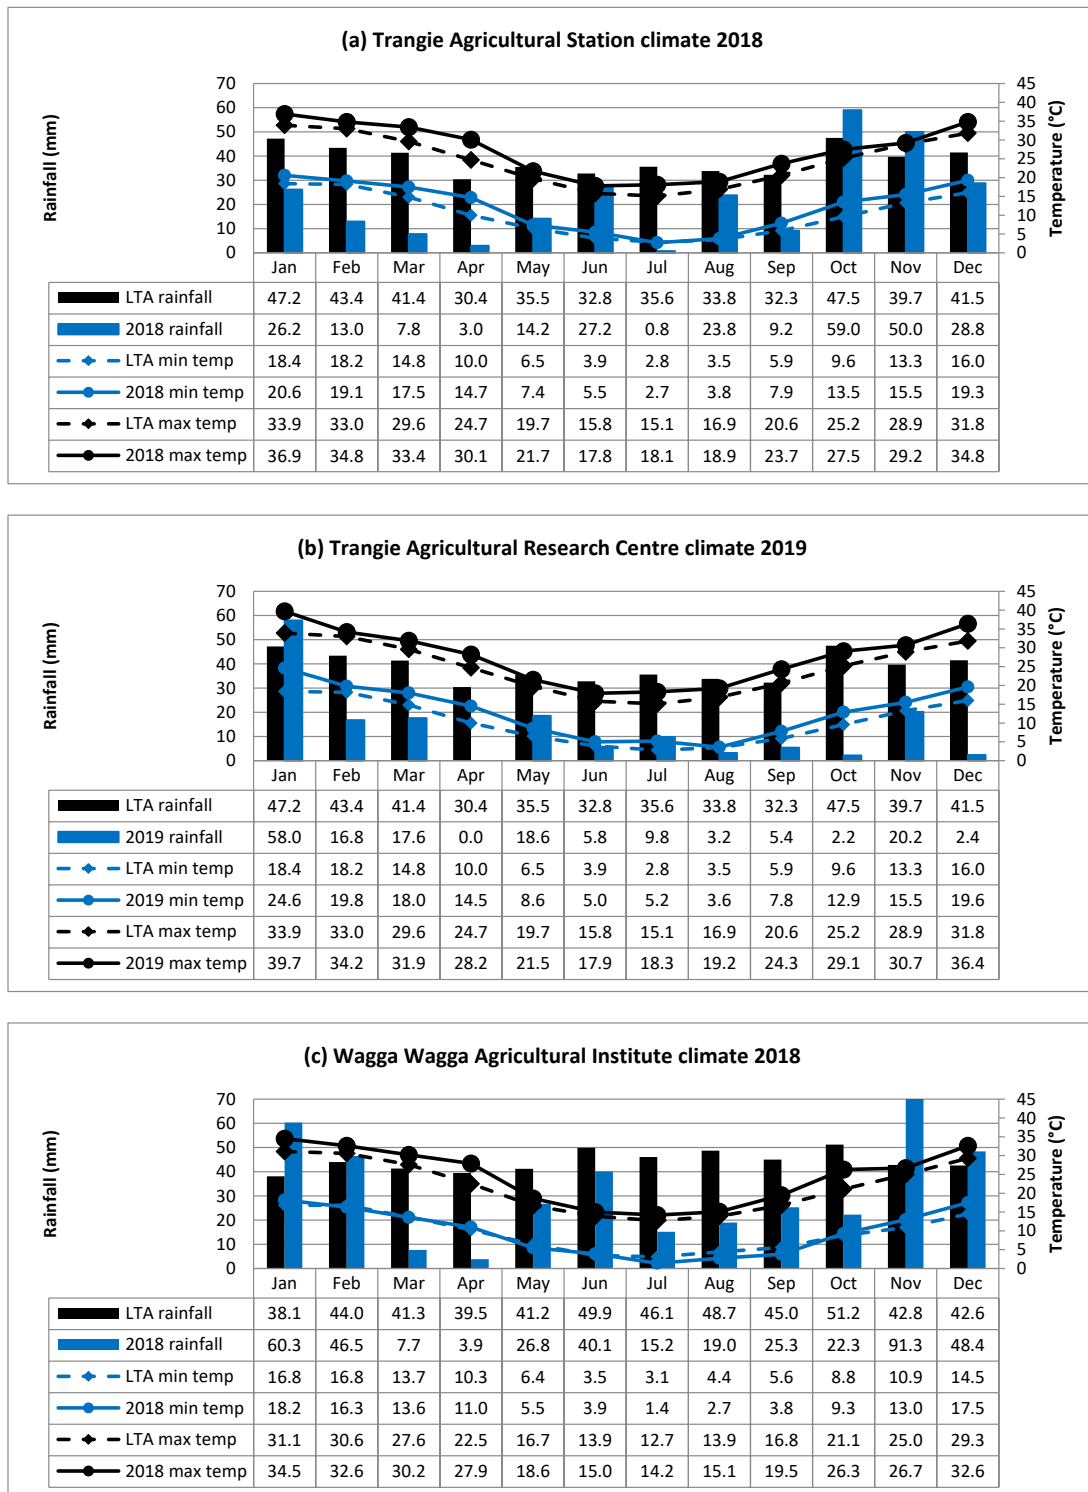 (a) Trangie Agricultural Station climate 2018
Rainfall (mm)
70
60
50
40
30
20
10
0
45
40
35
30
25
20
15
10
5
0
Temperature (°C)
Jan Feb Mar Apr May Jun Jul Aug Sep Oct Nov Dec
LTA rainfall 47.2 43.4 41.4 30.4 35.5 32.8 35.6 33.8 32.3 47.5 39.7 41.5
2018 rainfall 26.2 13.0 7.8 3.0 14.2 27.2 0.8 23.8 9.2 59.0 50.0 28.8
LTA min temp 18.4 18.2 14.8 10.0 6.5 3.9 2.8 3.5 5.9 9.6 13.3 16.0
2018 min temp 20.6 19.1 17.5 14.7 7.4 5.5 2.7 3.8 7.9 13.5 15.5 19.3
LTA max temp 33.9 33.0 29.6 24.7 19.7 15.8 15.1 16.9 20.6 25.2 28.9 31.8
2018 max temp 36.9 34.8 33.4 30.1 21.7 17.8 18.1 18.9 23.7 27.5 29.2 34.8
(b) Trangie Agricultural Research Centre climate 2019
Rainfall (mm)
70
60
50
40
30
20
10
0
45
40
35
30
25
20
15
10
5
0
Temperature (°C)
Jan Feb Mar Apr May Jun Jul Aug Sep Oct Nov Dec
LTA rainfall 47.2 43.4 41.4 30.4 35.5 32.8 35.6 33.8 32.3 47.5 39.7 41.5
2019 rainfall 58.0 16.8 17.6 0.0 18.6 5.8 9.8 3.2 5.4 2.2 20.2 2.4
LTA min temp 18.4 18.2 14.8 10.0 6.5 3.9 2.8 3.5 5.9 9.6 13.3 16.0
2019 min temp 24.6 19.8 18.0 14.5 8.6 5.0 5.2 3.6 7.8 12.9 15.5 19.6
LTA max temp 33.9 33.0 29.6 24.7 19.7 15.8 15.1 16.9 20.6 25.2 28.9 31.8
2019 max temp 39.7 34.2 31.9 28.2 21.5 17.9 18.3 19.2 24.3 29.1 30.7 36.4
(c) Wagga Wagga Agricultural Institute climate 2018
Rainfall (mm)
70
60
50
40
30
20
10
0
45
40
35
30
25
20
15
10
5
0
Temperature (°C)
Jan Feb Mar Apr May Jun Jul Aug Sep Oct Nov Dec
LTA rainfall 38.1 44.0 41.3 39.5 41.2 49.9 46.1 48.7 45.0 51.2 42.8 42.6
2018 rainfall 60.3 46.5 7.7 3.9 26.8 40.1 15.2 19.0 25.3 22.3 91.3 48.4
LTA min temp 16.8 16.8 13.7 10.3 6.4 3.5 3.1 4.4 5.6 8.8 10.9 14.5
2018 min temp 18.2 16.3 13.6 11.0 5.5 3.9 1.4 2.7 3.8 9.3 13.0 17.5
LTA max temp 31.1 30.6 27.6 22.5 16.7 13.9 12.7 13.9 16.8 21.1 25.0 29.3
2018 max temp 34.5 32.6 30.2 27.9 18.6 15.0 14.2 15.1 19.5 26.3 26.7 32.6